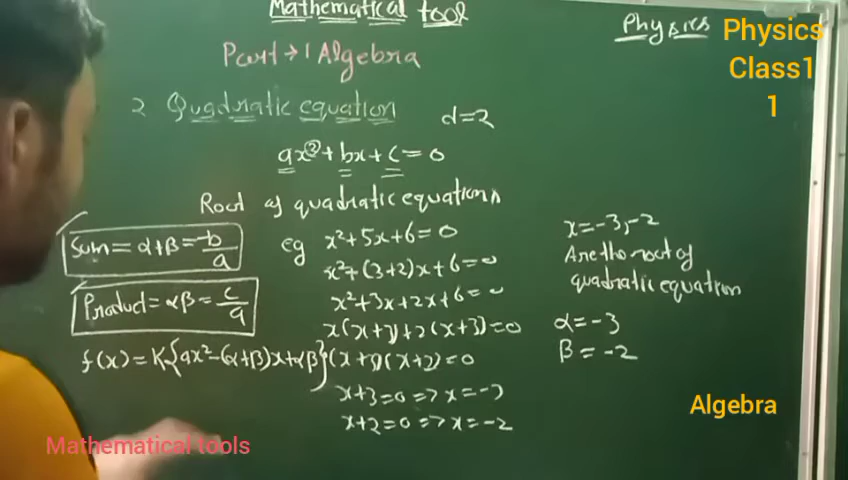 Mathematical tool
Physics
Physics
Class1
1
Part → 1 Algebra
2 Quadratic equation d=2
ax²+bx+c=0
Root of quadratic equations
Sum=α+β=-b/a
Product=αβ=c/a
f(x)=K{ax²-(α+β)x+αβ}
eg x²+5x+6=0
x²+(3+2)x+6=0
x²+3x+2x+6=0
x(x+3)+2(x+3)=0
(x+3)(x+2)=0
x+3=0=>x=-3
x+2=0=>x=-2
x=-3,-2
Are the root of
quadratic equation
α=-3
β=-2
Algebra
Mathematical tools